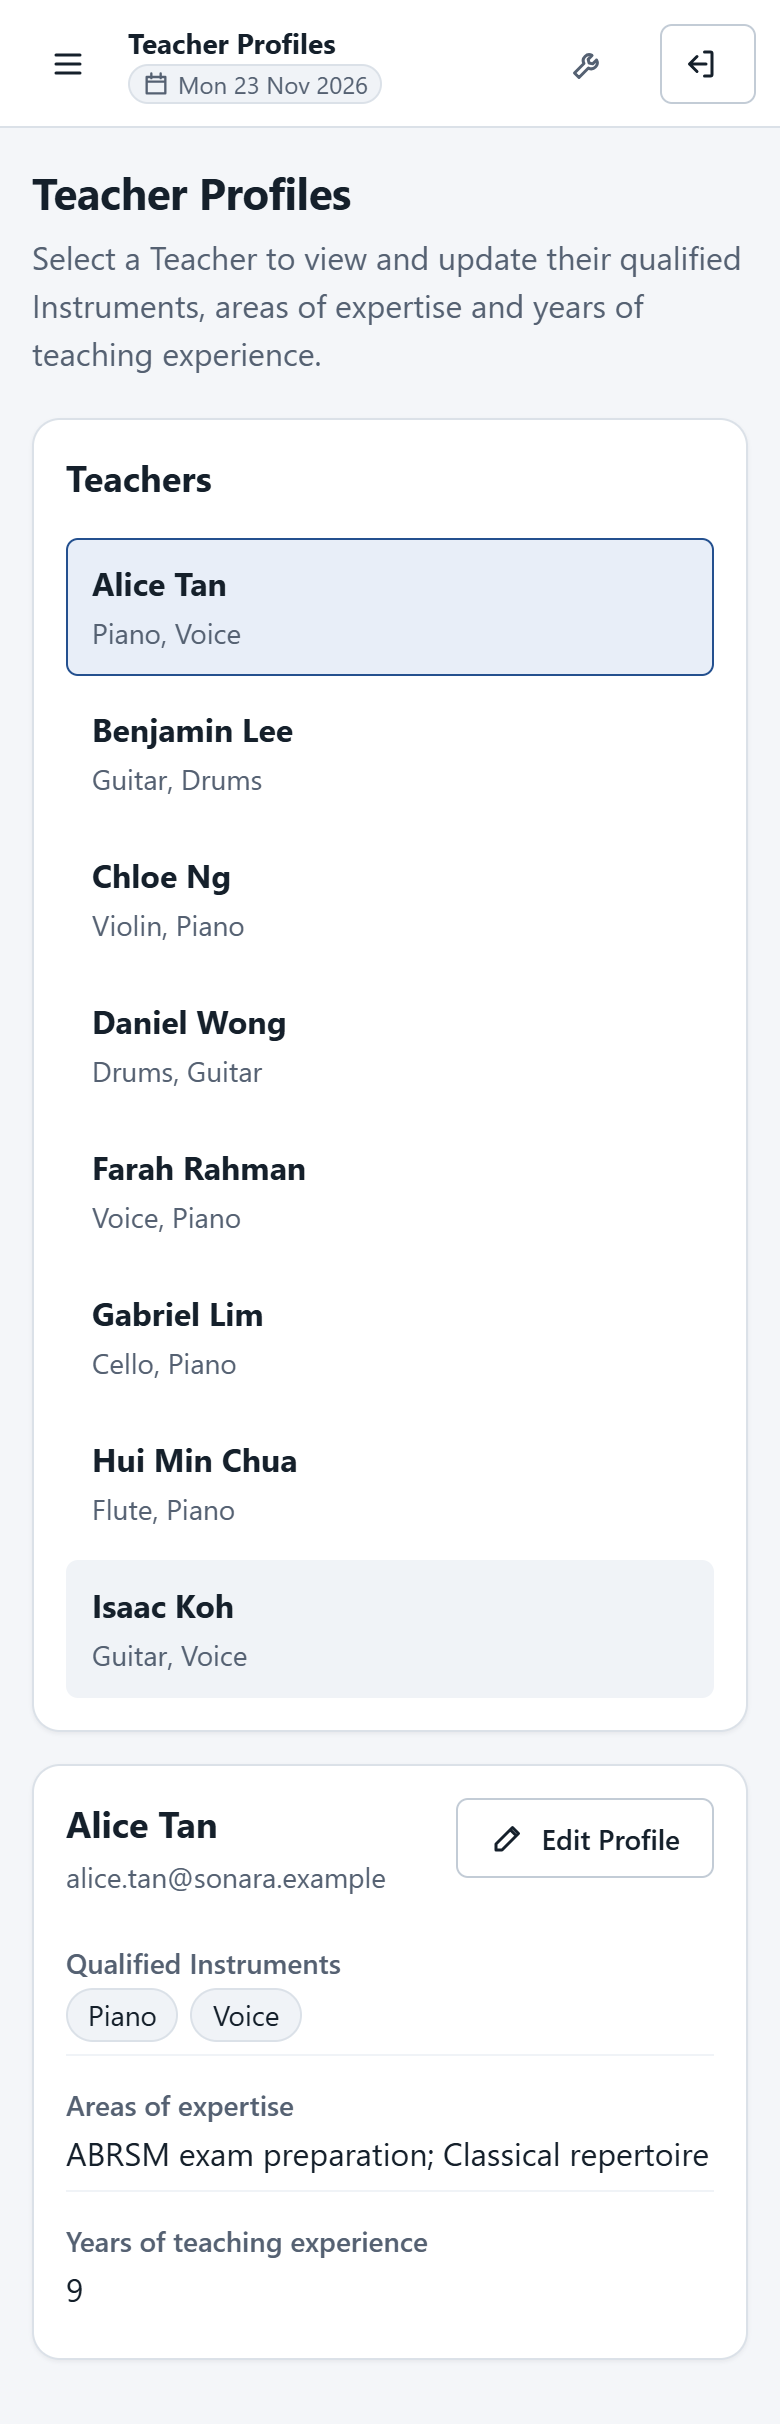 Teacher Profiles
Mon 23 Nov 2026
Teacher Profiles
Select a Teacher to view and update their qualified
Instruments, areas of expertise and years of
teaching experience.
Teachers
Alice Tan
Piano, Voice
Benjamin Lee
Guitar, Drums
Chloe Ng
Violin, Piano
Daniel Wong
Drums, Guitar
Farah Rahman
Voice, Piano
Gabriel Lim
Cello, Piano
Hui Min Chua
Flute, Piano
Isaac Koh
Guitar, Voice
Alice Tan
Edit Profile
alice.tan@sonara.example
Qualified Instruments
Piano Voice
Areas of expertise
ABRSM exam preparation; Classical repertoire
Years of teaching experience
9